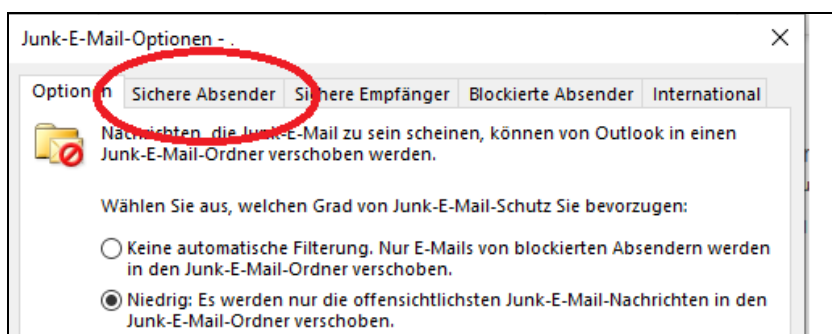 Junk-E-Mail-Optionen - .
Optionen Sichere Absender Sichere Empfänger Blockierte Absender International
Nachrichten, die Junk-E-Mail zu sein scheinen, können von Outlook in einen
Junk-E-Mail-Ordner verschoben werden.
Wählen Sie aus, welchen Grad von Junk-E-Mail-Schutz Sie bevorzugen:
Keine automatische Filterung. Nur E-Mails von blockierten Absendern werden
in den Junk-E-Mail-Ordner verschoben.
Niedrig: Es werden nur die offensichtlichsten Junk-E-Mail-Nachrichten in den
Junk-E-Mail-Ordner verschoben.